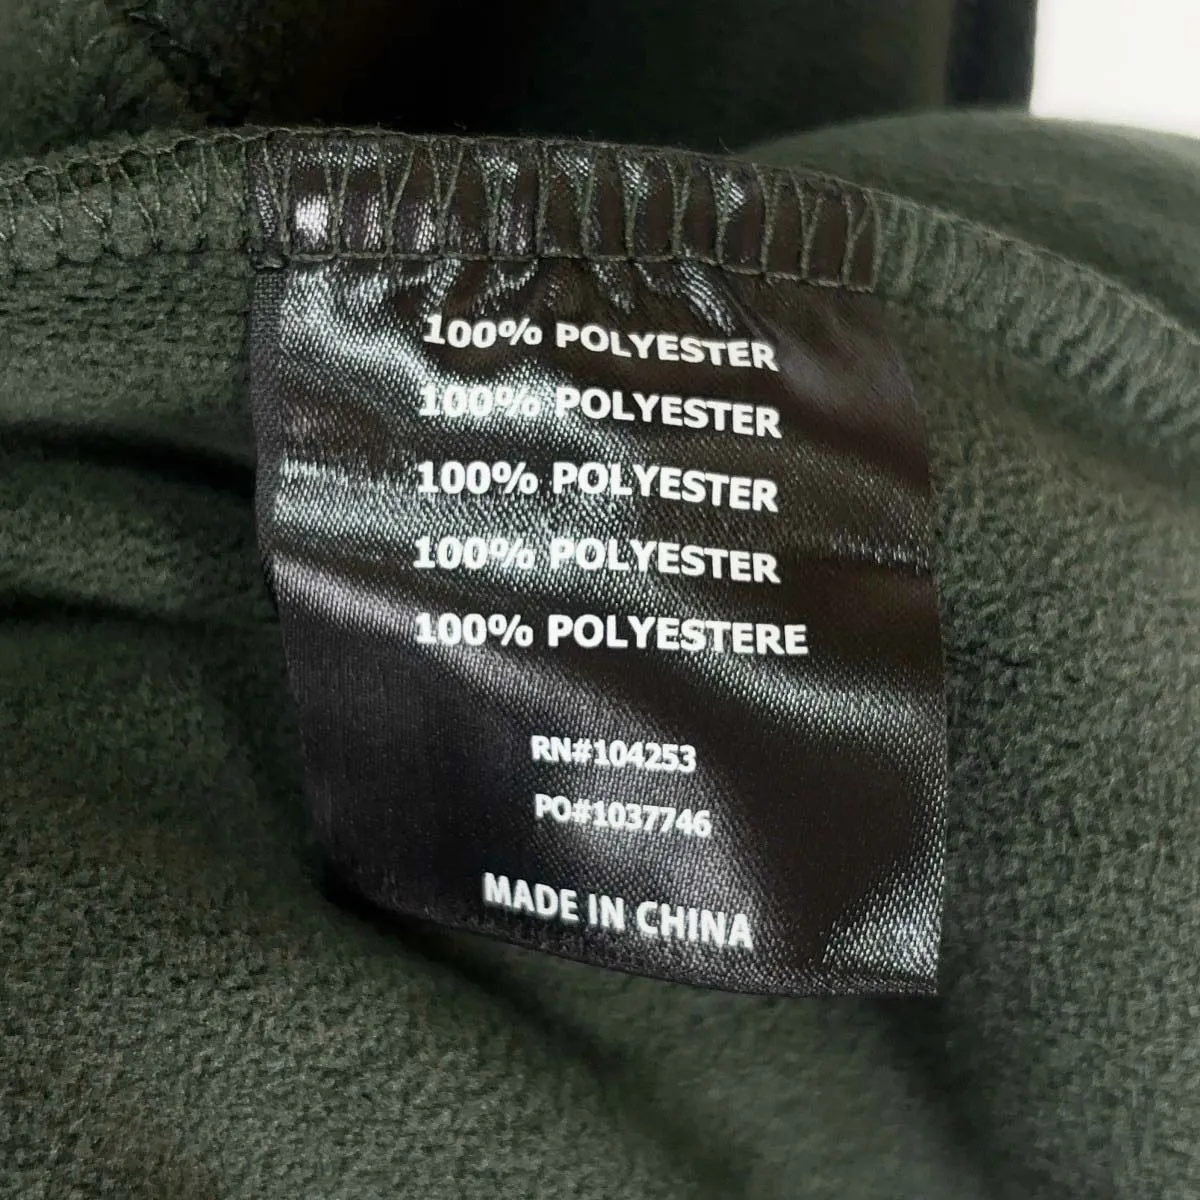 100% POLYESTER
100% POLYESTER
100% POLYESTER
100% POLYESTER
100% POLYESTERE
RN#104253
PO#1037746
MADE IN CHINA